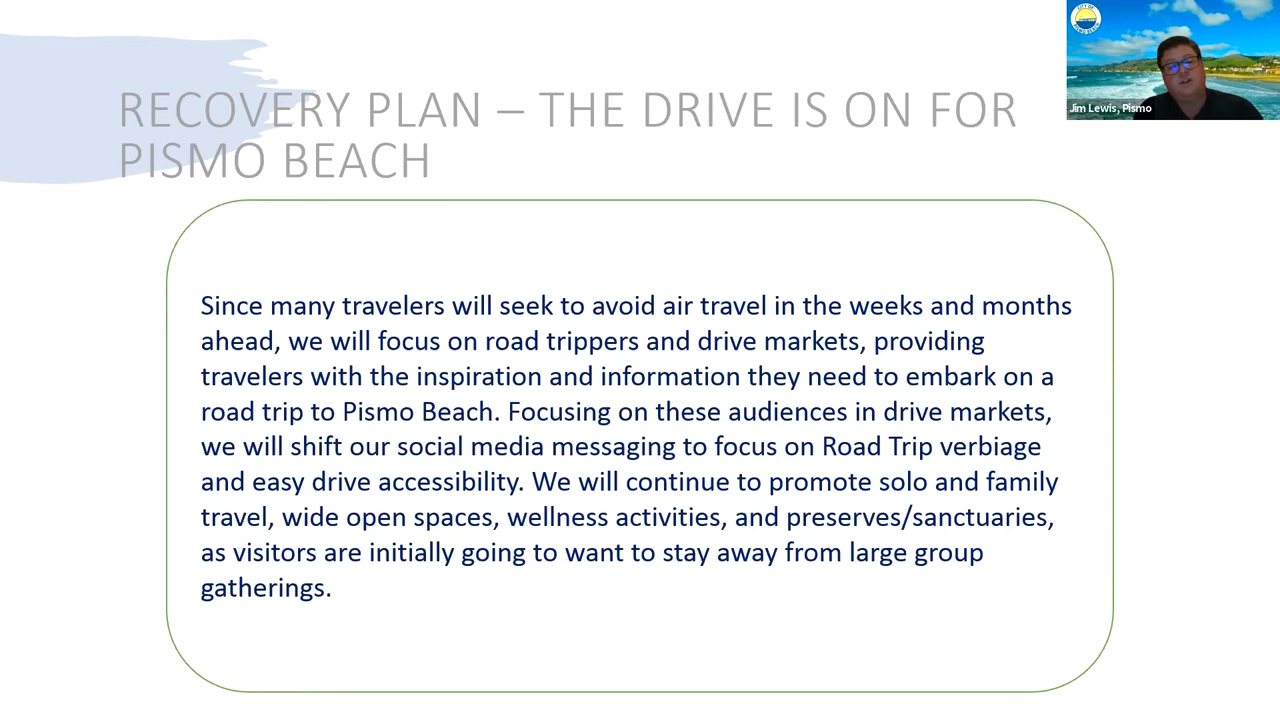 CITY OF
PISMO BEACH
Jim Lewis, Pismo
RECOVERY PLAN – THE DRIVE IS ON FOR
PISMO BEACH
Since many travelers will seek to avoid air travel in the weeks and months
ahead, we will focus on road trippers and drive markets, providing
travelers with the inspiration and information they need to embark on a
road trip to Pismo Beach. Focusing on these audiences in drive markets,
we will shift our social media messaging to focus on Road Trip verbiage
and easy drive accessibility. We will continue to promote solo and family
travel, wide open spaces, wellness activities, and preserves/sanctuaries,
as visitors are initially going to want to stay away from large group
gatherings.